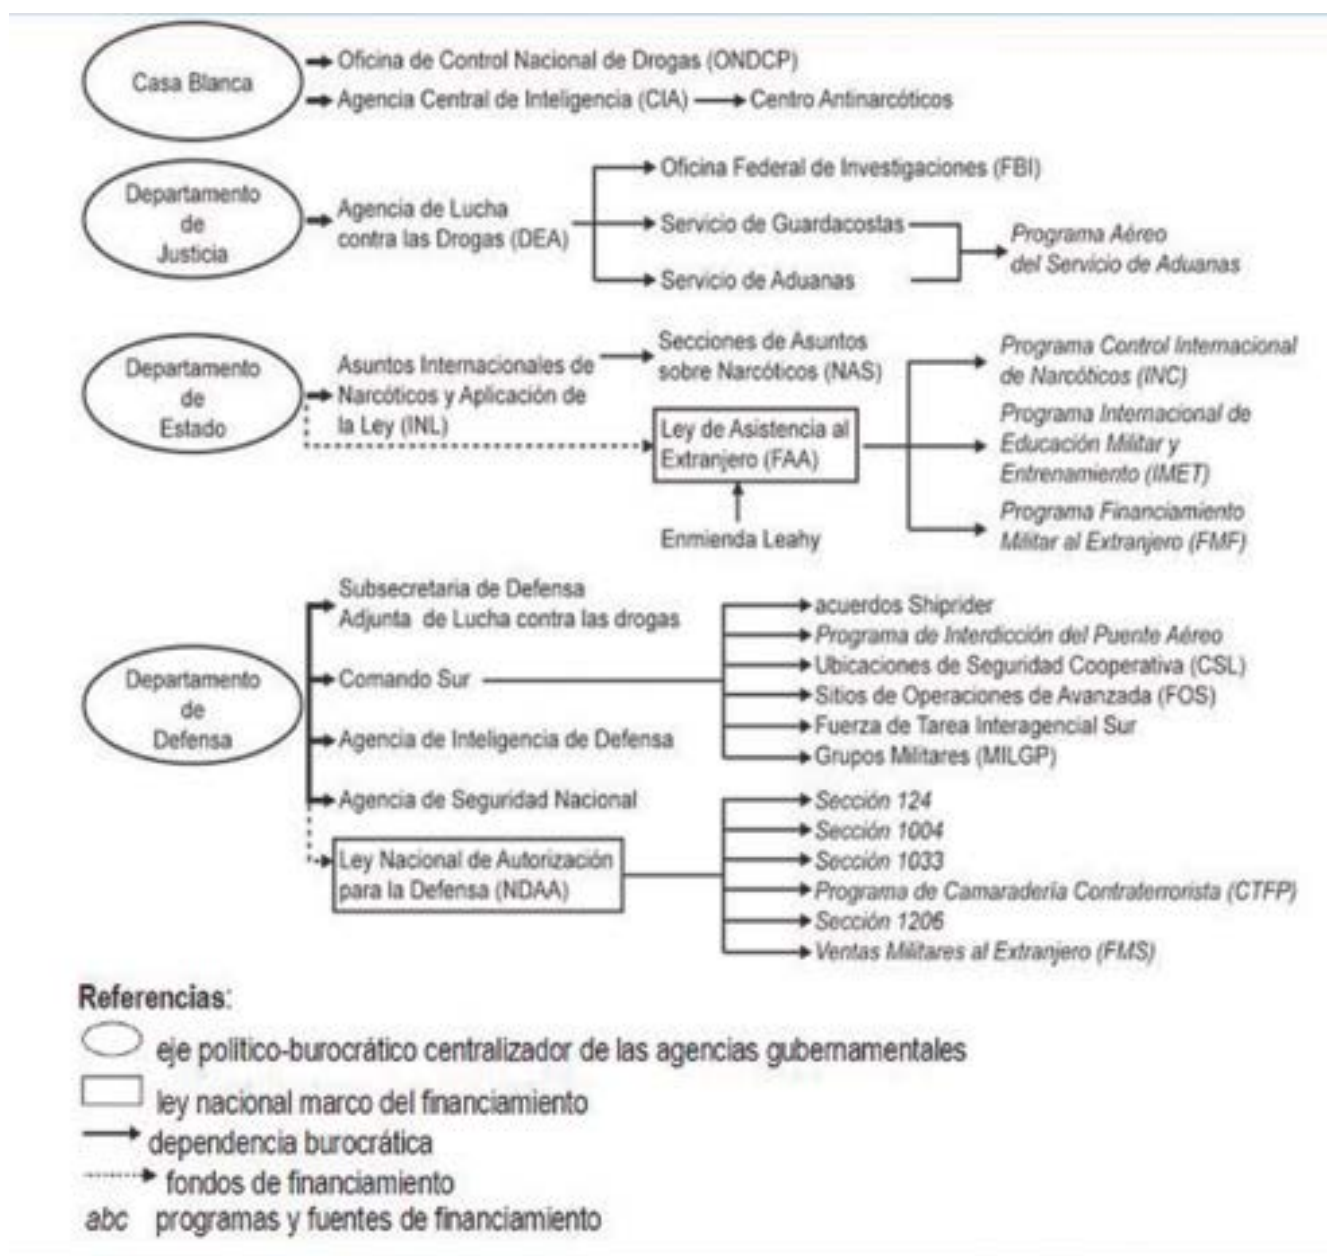 Casa Blanca
Oficina de Control Nacional de Drogas (ONDCP)
Agencia Central de Inteligencia (CIA)
Centro Antinarcóticos
Departamento
de
Justicia
Agencia de Lucha
contra las Drogas (DEA)
Oficina Federal de Investigaciones (FBI)
Servicio de Guardacostas
Servicio de Aduanas
Programa Aéreo
del Servicio de Aduanas
Departamento
de
Estado
Asuntos Internacionales de
Narcóticos y Aplicación de
la Ley (INL)
Secciones de Asuntos
sobre Narcóticos (NAS)
Ley de Asistencia al
Extranjero (FAA)
Enmienda Leahy
Programa Control Internacional
de Narcóticos (INC)
Programa Internacional de
Educación Militar y
Entrenamiento (IMET)
Programa Financiamiento
Militar al Extranjero (FMF)
Departamento
de
Defensa
Subsecretaria de Defensa
Adjunta de Lucha contra las drogas
Comando Sur
Agencia de Inteligencia de Defensa
Agencia de Seguridad Nacional
Ley Nacional de Autorización
para la Defensa (NDAA)
acuerdos Shiprider
Programa de Interdicción del Puente Aéreo
Ubicaciones de Seguridad Cooperativa (CSL)
Sitios de Operaciones de Avanzada (FOS)
Fuerza de Tarea Interagencial Sur
Grupos Militares (MILGP)
Sección 124
Sección 1004
Sección 1033
Programa de Camaradería Contraterrorista (CTFP)
Sección 1206
Ventas Militares al Extranjero (FMS)
Referencias:
eje político-burocrático centralizador de las agencias gubernamentales
ley nacional marco del financiamiento
dependencia burocrática
fondos de financiamiento
abc programas y fuentes de financiamiento